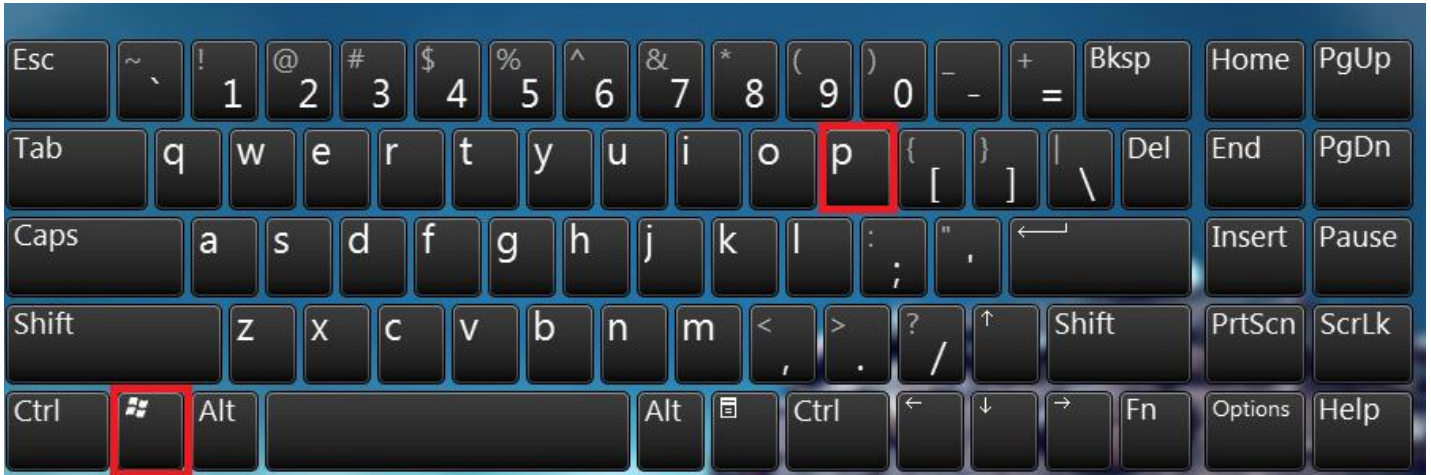 Esc ~ ` ! 1 @ 2 # 3 $ 4 % 5 ^ 6 & 7 * 8 ( 9 ) 0 _ - + = Bksp Home PgUp
Tab q w e r t y u i o p { [ } ] | \ Del End PgDn
Caps a s d f g h j k l : ; " ' Insert Pause
Shift z x c v b n m < , > . ? / ↑ Shift PrtScn ScrLk
Ctrl Alt Alt Ctrl ← ↓ → Fn Options Help